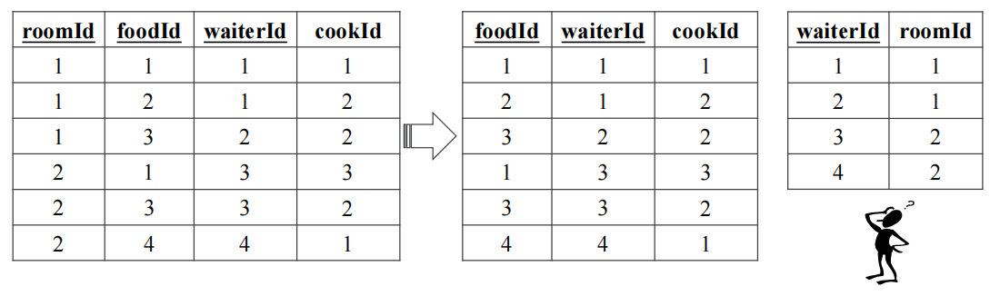 roomId foodId waiterId cookId
1 1 1 1
1 2 1 2
1 3 2 2
2 1 3 3
2 3 3 2
2 4 4 1
foodId waiterId cookId
1 1 1
2 1 2
3 2 2
1 3 3
3 3 2
4 4 1
waiterId roomId
1 1
2 1
3 2
4 2
?